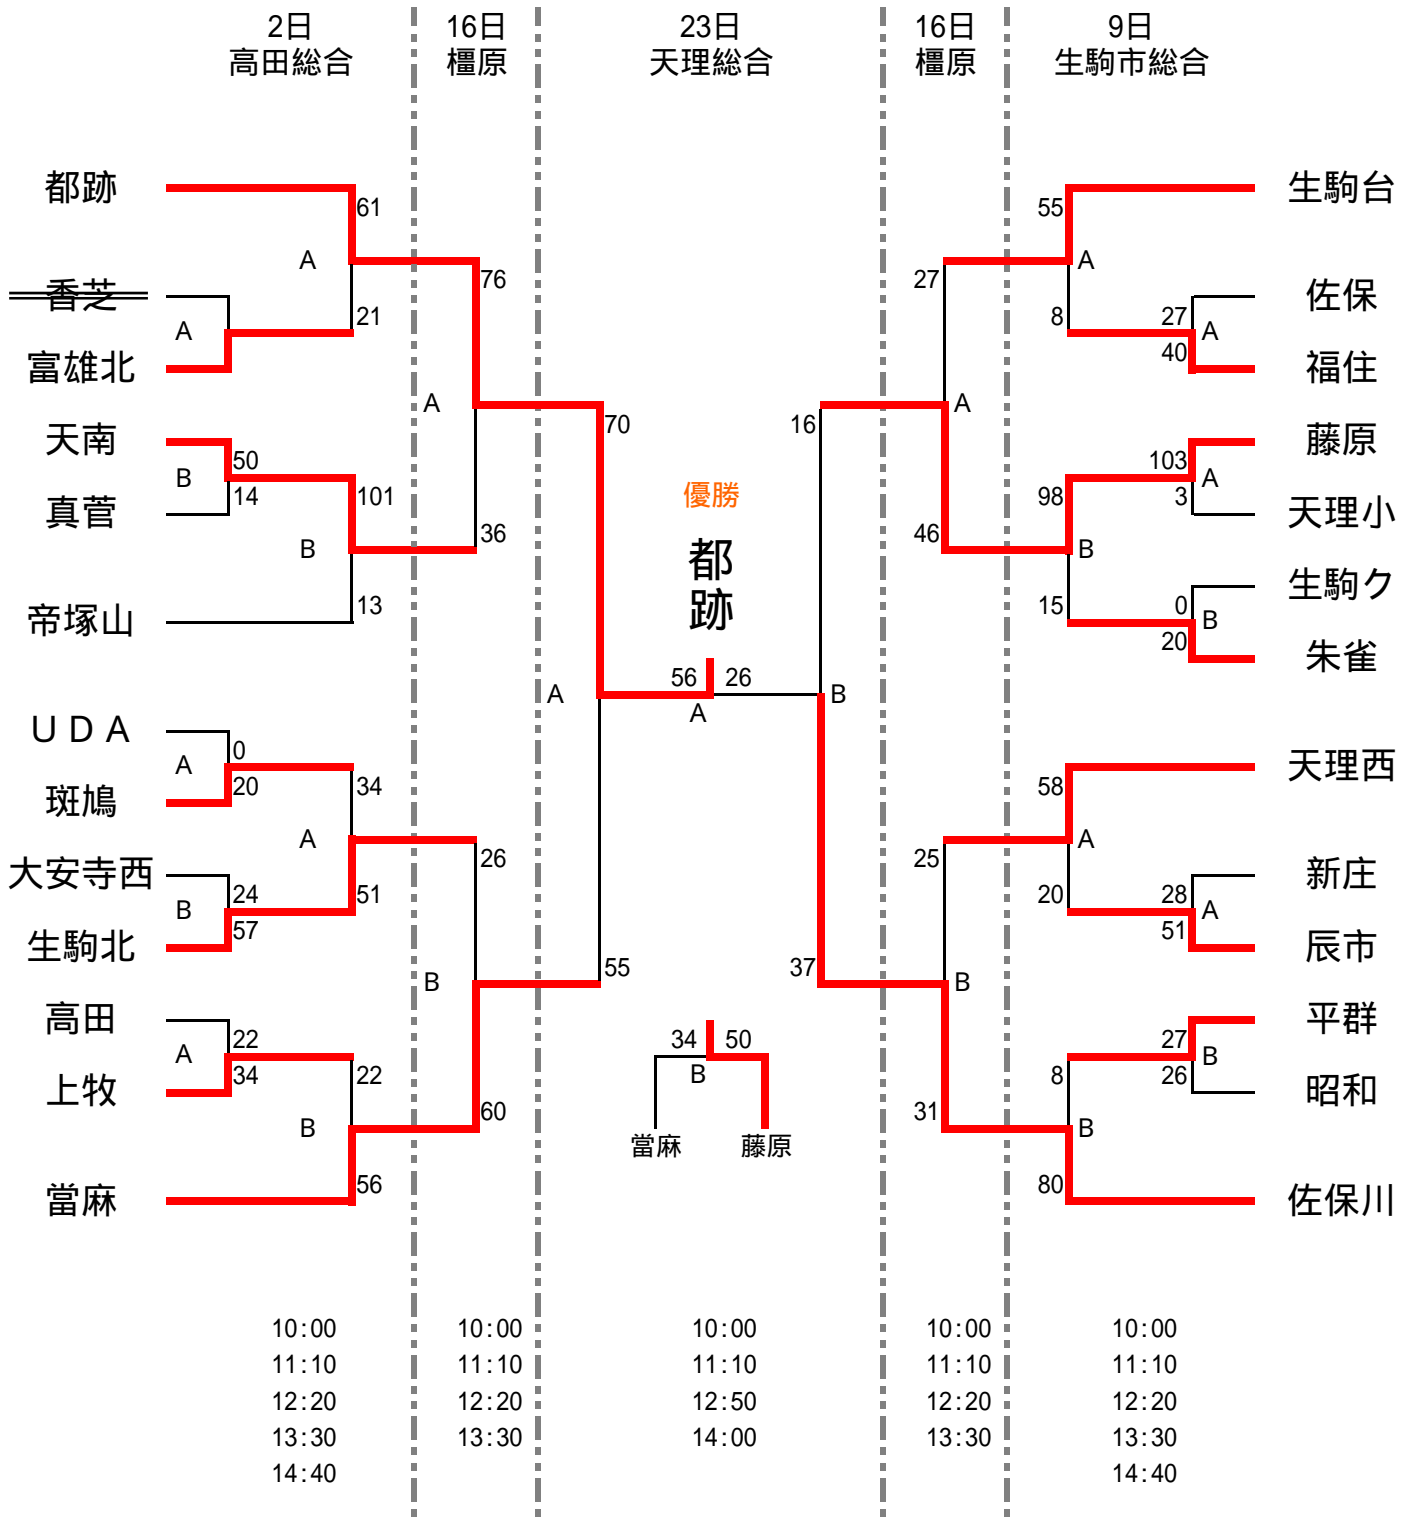 2日
高田総合
16日
橿原
23日
天理総合
16日
橿原
9日
生駒市総合
都跡
61
A
香芝
A
21
富雄北
76
A
天南
50
B
14
真菅
101
B
36
帝塚山
13
70
A
ＵＤＡ
0
A
20
斑鳩
34
A
大安寺西
24
B
57
生駒北
51
26
B
55
高田
22
A
34
上牧
22
B
60
當麻
56
優勝
都
跡
56
26
A
34
50
B
當麻
藤原
生駒台
55
A
佐保
27
A
40
福住
8
27
A
藤原
103
A
3
天理小
98
B
46
生駒ク
0
B
20
朱雀
15
16
B
天理西
58
A
新庄
28
A
51
辰市
20
25
B
37
平群
27
B
26
昭和
8
B
31
佐保川
80
10:00
11:10
12:20
13:30
14:40
10:00
11:10
12:20
13:30
10:00
11:10
12:50
14:00
10:00
11:10
12:20
13:30
10:00
11:10
12:20
13:30
14:40